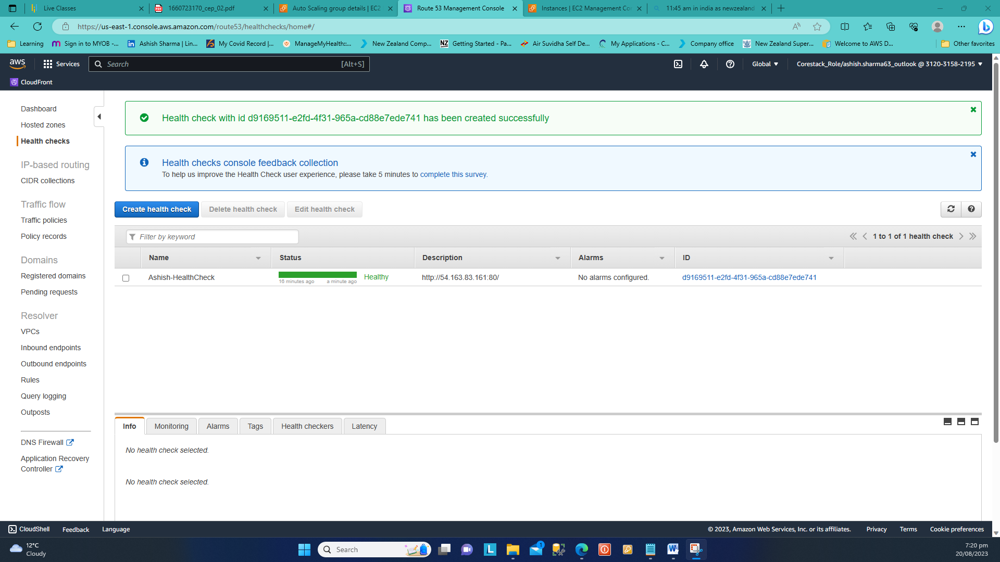 Live Classes
1660723170_cep_02.pdf
Auto Scaling group details | EC2
Route 53 Management Console
Instances | EC2 Management Co
11:45 am in india as newzealand
https://us-east-1.console.aws.amazon.com/route53/healthchecks/home#/
Learning
Sign in to MYOB -...
Ashish Sharma | Lin...
My Covid Record |...
ManageMyHealth::...
New Zealand Comp...
Getting Started - Pa...
Air Suvidha Self De...
My Applications - C...
Company office
New Zealand Super...
Welcome to AWS D...
Other favorites
aws
Services
Search
[Alt+S]
Global
Corestack_Role/ashish.sharma63_outlook @ 3120-3158-2195
CloudFront
Dashboard
Hosted zones
Health checks
IP-based routing
CIDR collections
Traffic flow
Traffic policies
Policy records
Domains
Registered domains
Pending requests
Resolver
VPCs
Inbound endpoints
Outbound endpoints
Rules
Query logging
Outposts
DNS Firewall
Application Recovery
Controller
Health check with id d9169511-e2fd-4f31-965a-cd88e7ede741 has been created successfully
Health checks console feedback collection
To help us improve the Health Check user experience, please take 5 minutes to complete this survey.
Create health check
Delete health check
Edit health check
Filter by keyword
1 to 1 of 1 health check
Name
Status
Description
Alarms
ID
Ashish-HealthCheck
16 minutes ago
a minute ago
Healthy
http://54.163.83.161:80/
No alarms configured.
d9169511-e2fd-4f31-965a-cd88e7ede741
Info
Monitoring
Alarms
Tags
Health checkers
Latency
No health check selected.
No health check selected.
CloudShell
Feedback
Language
© 2023, Amazon Web Services, Inc. or its affiliates.
Privacy
Terms
Cookie preferences
12°C
Cloudy
Search
1
7:20 pm
20/08/2023